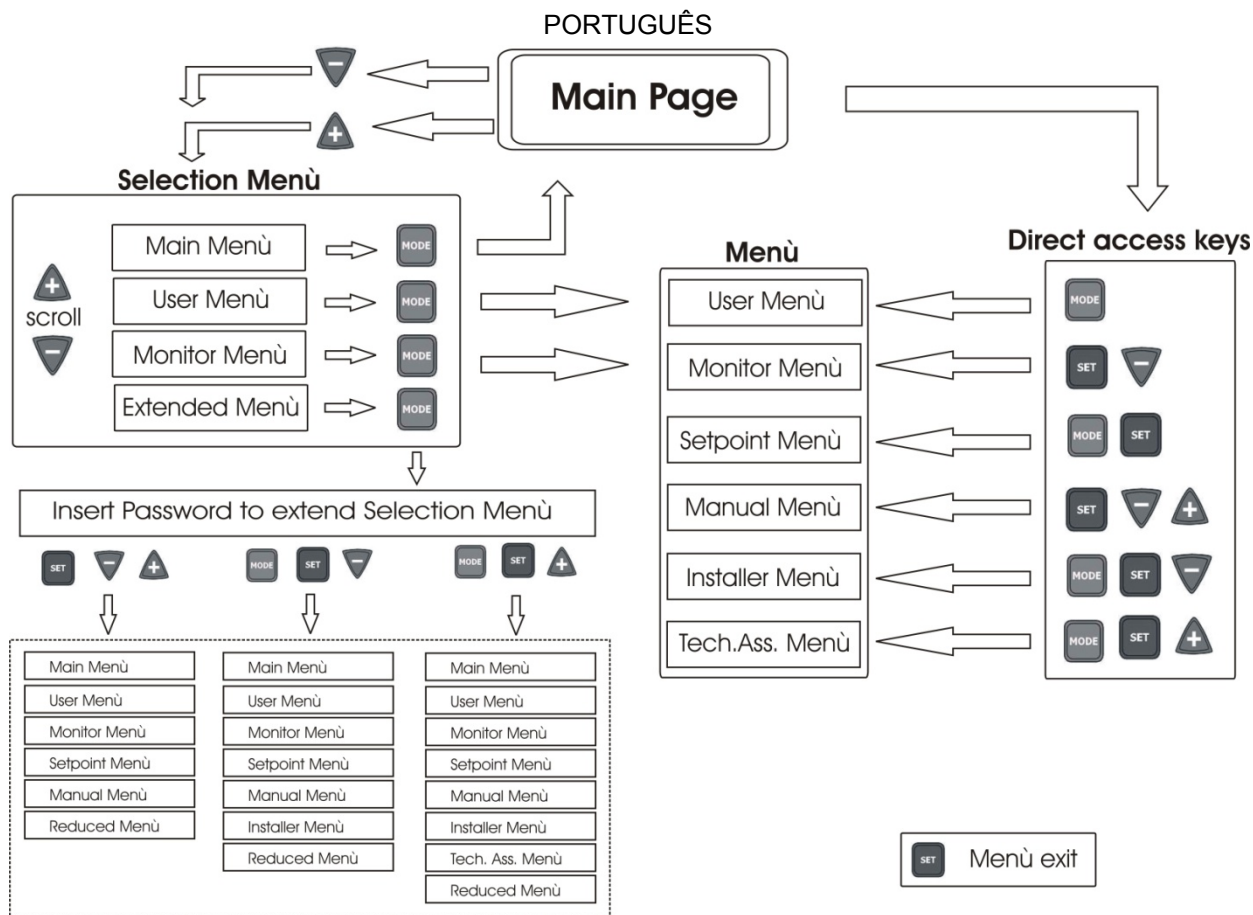 PORTUGUÊS
Main Page
−
+
Selection Menù
+
scroll
−
Main Menù
MODE
User Menù
MODE
Monitor Menù
MODE
Extended Menù
MODE
Insert Password to extend Selection Menù
SET − +
MODE SET −
MODE SET +
Main Menù
User Menù
Monitor Menù
Setpoint Menù
Manual Menù
Reduced Menù
Main Menù
User Menù
Monitor Menù
Setpoint Menù
Manual Menù
Installer Menù
Reduced Menù
Main Menù
User Menù
Monitor Menù
Setpoint Menù
Manual Menù
Installer Menù
Tech. Ass. Menù
Reduced Menù
Menù
User Menù
Monitor Menù
Setpoint Menù
Manual Menù
Installer Menù
Tech.Ass. Menù
Direct access keys
MODE
SET −
MODE SET
SET − +
MODE SET −
MODE SET +
SET Menù exit